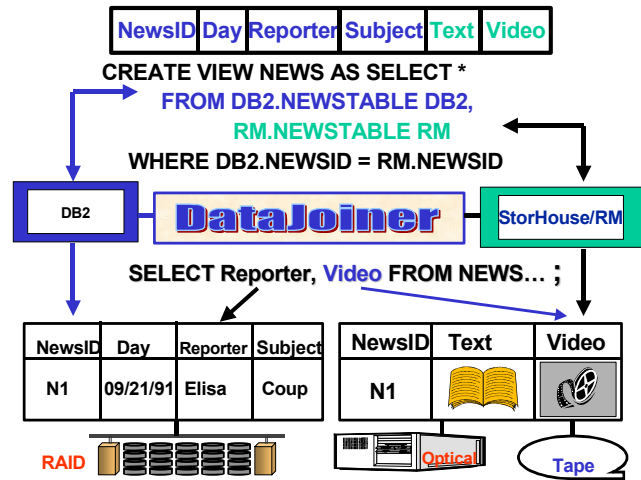 NewsID Day Reporter Subject Text Video
CREATE VIEW NEWS AS SELECT *
FROM DB2.NEWSTABLE DB2,
RM.NEWSTABLE RM
WHERE DB2.NEWSID = RM.NEWSID
DB2
DataJoiner
StorHouse/RM
SELECT Reporter, Video FROM NEWS… ;
NewsID Day Reporter Subject
N1 09/21/91 Elisa Coup
NewsID Text Video
N1
RAID
Optical
Tape